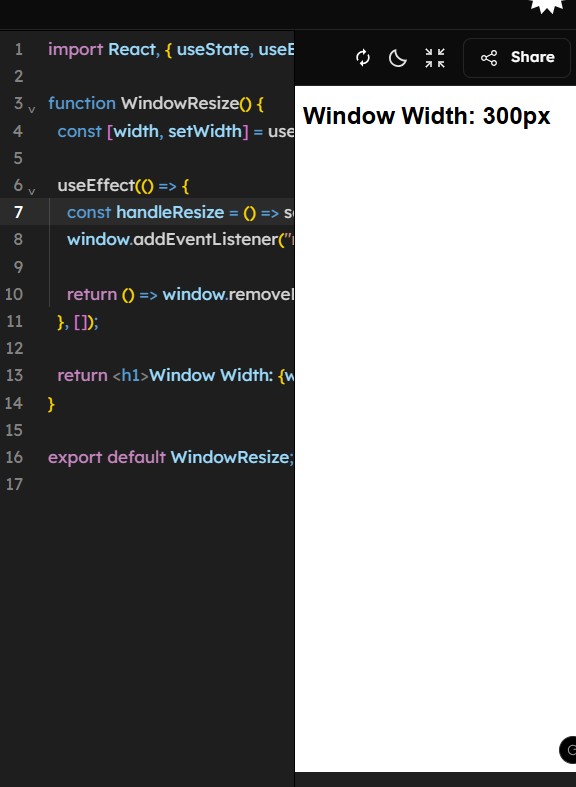 import React, { useState, useE
function WindowResize() {
const [width, setWidth] = use
useEffect(() => {
const handleResize = () => s
window.addEventListener("
return () => window.remove
}, []);
return <h1>Window Width: {w
}
export default WindowResize;
1
2
3
4
5
6
7
8
9
10
11
12
13
14
15
16
17
Share
Window Width: 300px